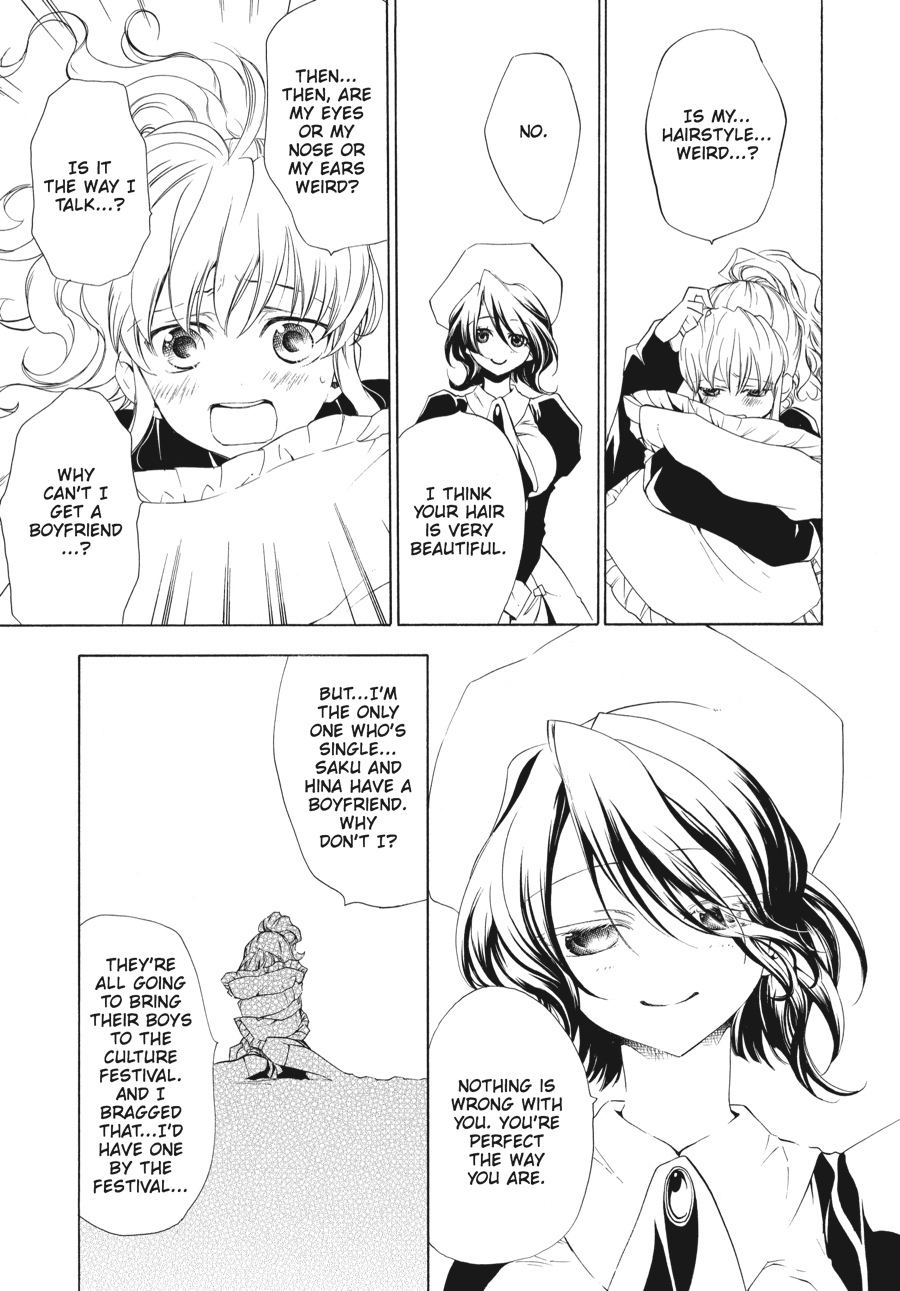 IS MY...
HAIRSTYLE...
WEIRD...?
NO.
I THINK
YOUR HAIR
IS VERY
BEAUTIFUL.
THEN...
THEN, ARE
MY EYES
OR MY
NOSE OR
MY EARS
WEIRD?
IS IT
THE WAY I
TALK...?
WHY
CAN'T I
GET A
BOYFRIEND
...?
NOTHING IS
WRONG WITH
YOU. YOU'RE
PERFECT
THE WAY
YOU ARE.
BUT...I'M
THE ONLY
ONE WHO'S
SINGLE...
SAKU AND
HINA HAVE A
BOYFRIEND.
WHY
DON'T I?
THEY'RE
ALL GOING
TO BRING
THEIR BOYS
TO THE
CULTURE
FESTIVAL.
AND I
BRAGGED
THAT...I'D
HAVE ONE
BY THE
FESTIVAL...